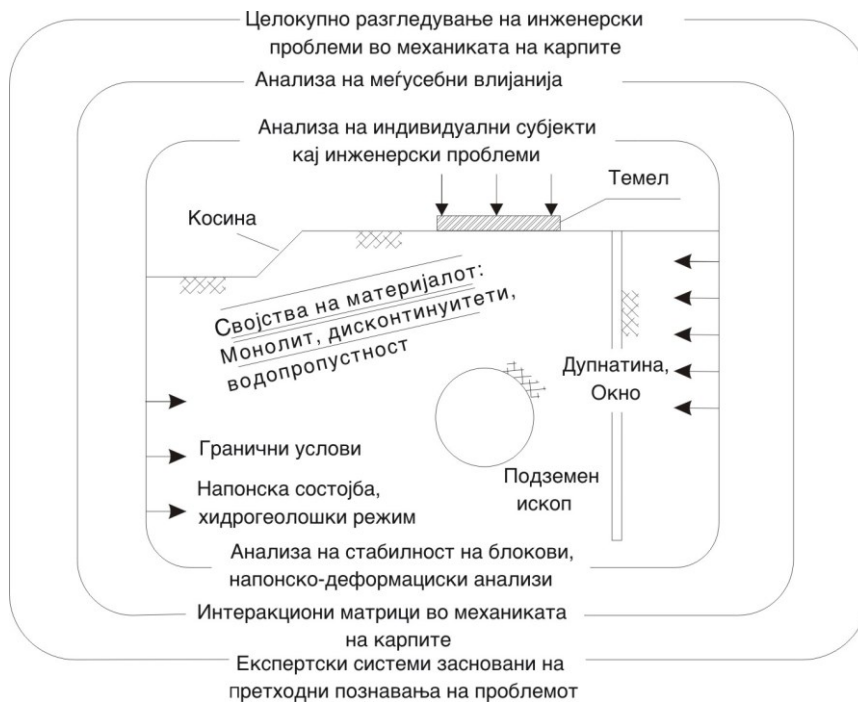 Целокупно разгледување на инженерски
проблеми во механиката на карпите
Анализа на меѓусебни влијанија
Анализа на индивидуални субјекти
кај инженерски проблеми
Темел
Косина
Својства на материјалот:
Монолит, дисконтинуитети,
водопропустност
Дупнатина,
Окно
Гранични услови
Подземен
ископ
Напонска состојба,
хидрогеолошки режим
Анализа на стабилност на блокови,
напонско-деформациски анализи
Интеракциони матрици во механиката
на карпите
Експертски системи засновани на
претходни познавања на проблемот